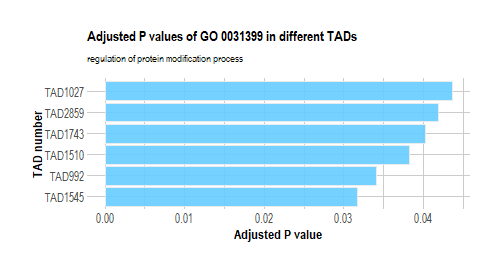 Adjusted P values of GO 0031399 in different TADs
regulation of protein modification process
TAD number
TAD1027
TAD2859
TAD1743
TAD1510
TAD992
TAD1545
0.00 0.01 0.02 0.03 0.04
Adjusted P value